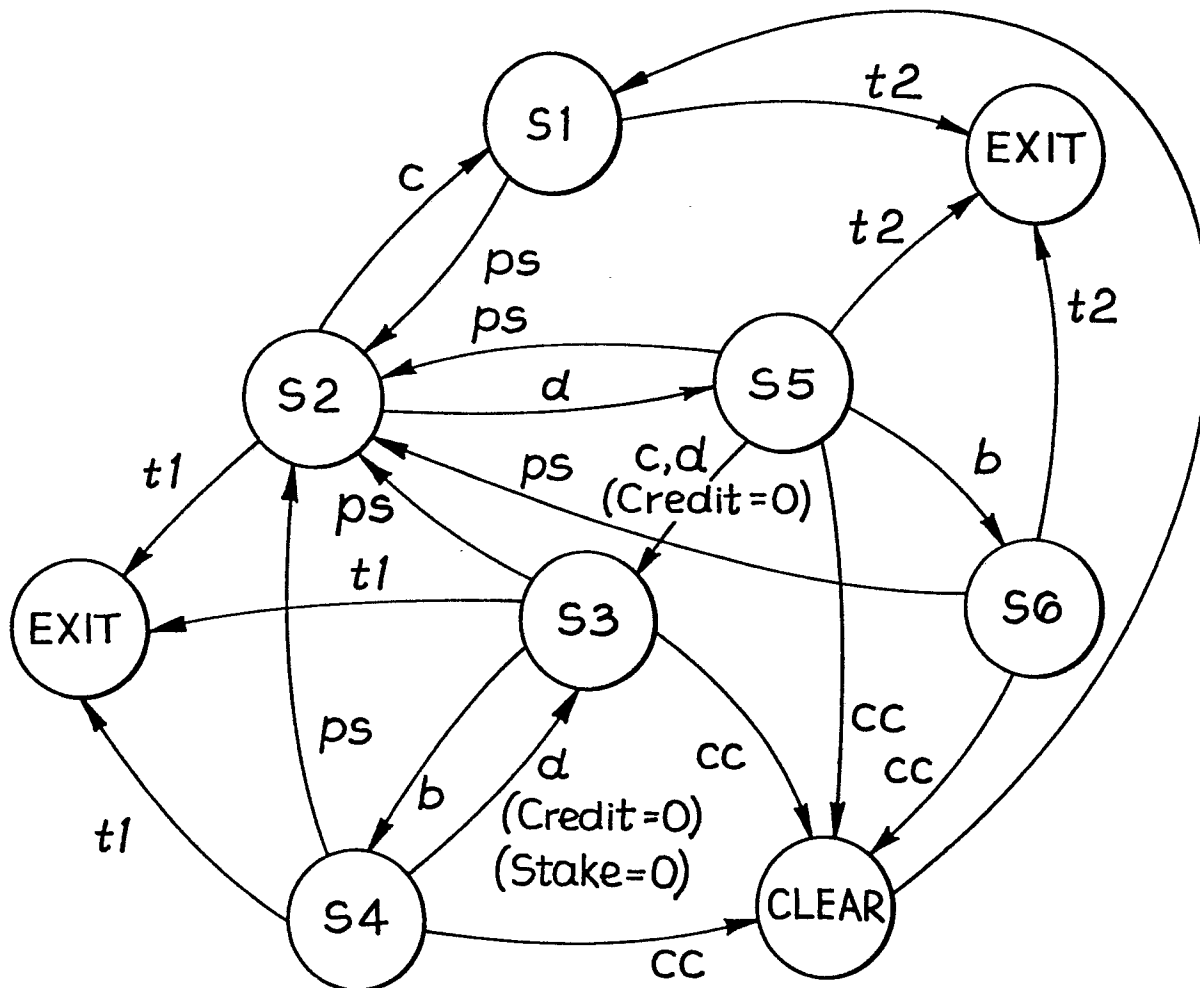 S1
t2
EXIT
c
ps
t2
ps
t2
S2
d
S5
t1
ps
c,d
(Credit=0)
b
ps
t1
EXIT
S3
S6
ps
b
d
cc
cc
cc
(Credit=0)
(Stake=0)
t1
S4
CLEAR
cc